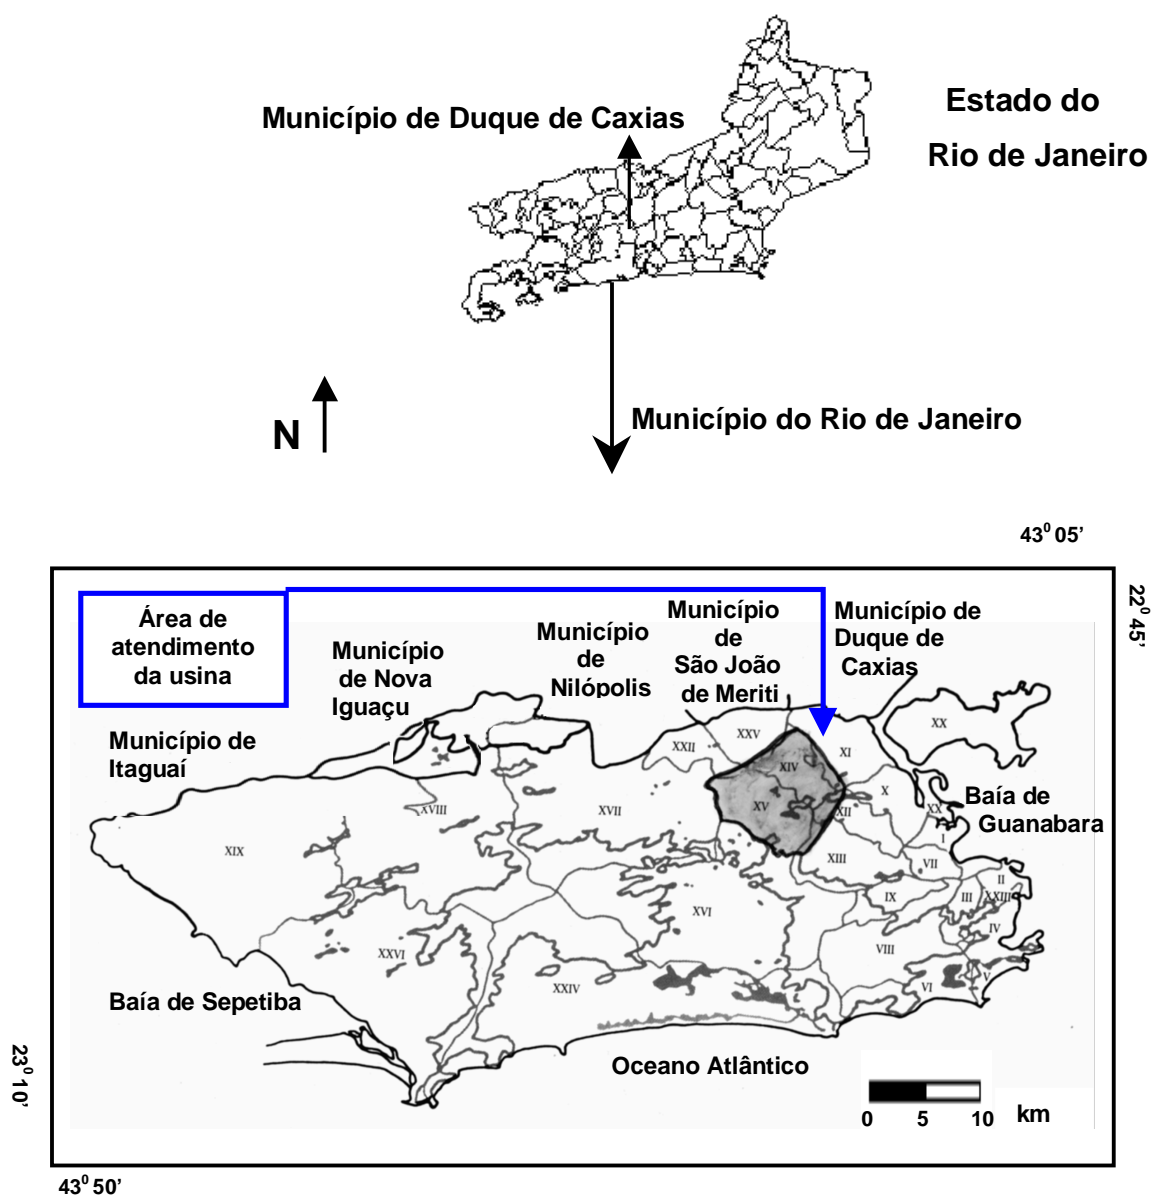 Município de Duque de Caxias
Estado do
Rio de Janeiro
N
Município do Rio de Janeiro
43⁰ 05’
22⁰ 45’
Área de
atendimento
da usina
Município
de Nova
Iguaçu
Município
de
Nilópolis
Município
de
São João
de Meriti
Município de
Duque de
Caxias
Município de
Itaguaí
Baía de
Guanabara
XX
XXV
XXII
XI
XIV
X
XV
XII
XX
I
XVIII
XVII
XIX
XIII
VII
II
IX
III
XXIII
XVI
IV
VIII
XXVI
XXIV
VI
V
Baía de Sepetiba
Oceano Atlântico
0 5 10 km
23⁰ 10’
43⁰ 50’